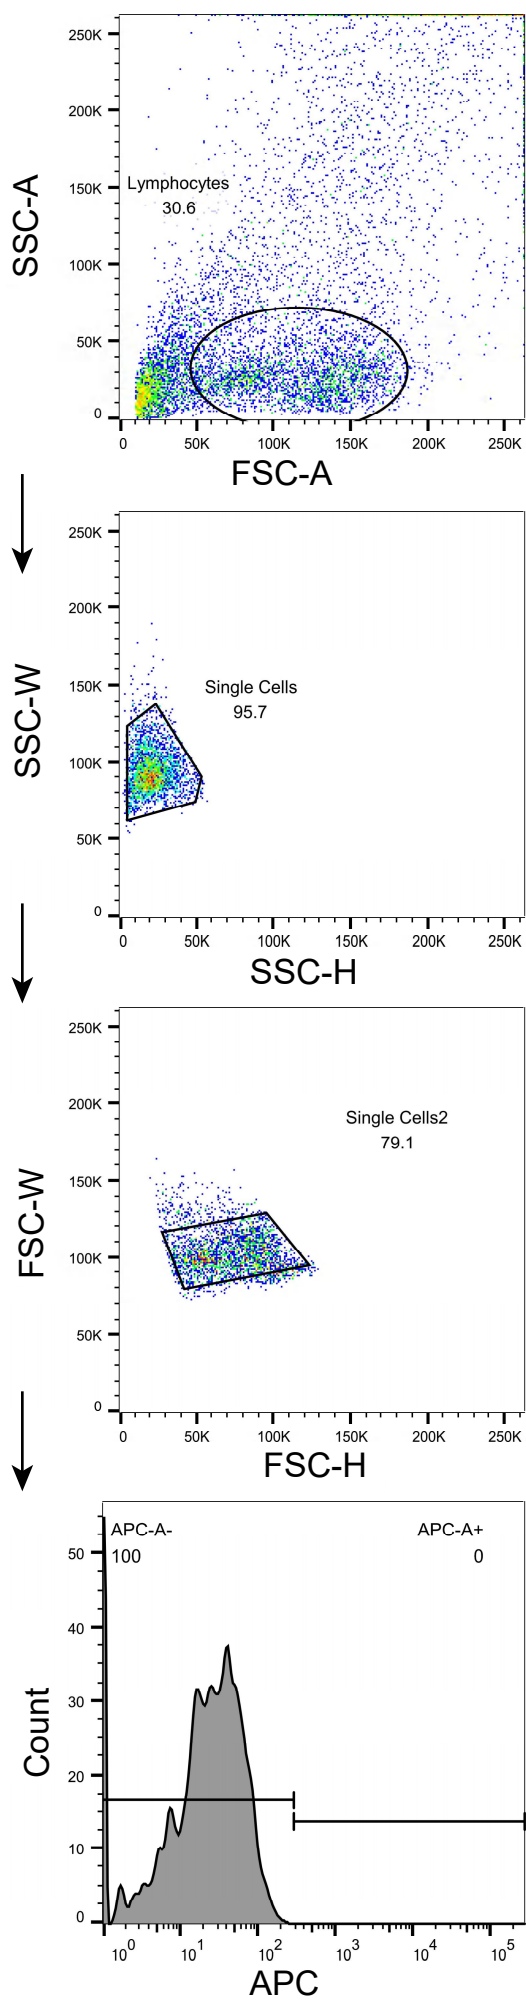 250K
200K
150K
100K
50K
0
SSC-A
Lymphocytes
30.6
0 50K 100K 150K 200K 250K
FSC-A
250K
200K
150K
100K
50K
0
SSC-W
Single Cells
95.7
0 50K 100K 150K 200K 250K
SSC-H
250K
200K
150K
100K
50K
0
FSC-W
Single Cells2
79.1
0 50K 100K 150K 200K 250K
FSC-H
APC-A- APC-A+
100 0
50
40
30
20
10
0
Count
10⁰ 10¹ 10² 10³ 10⁴ 10⁵
APC